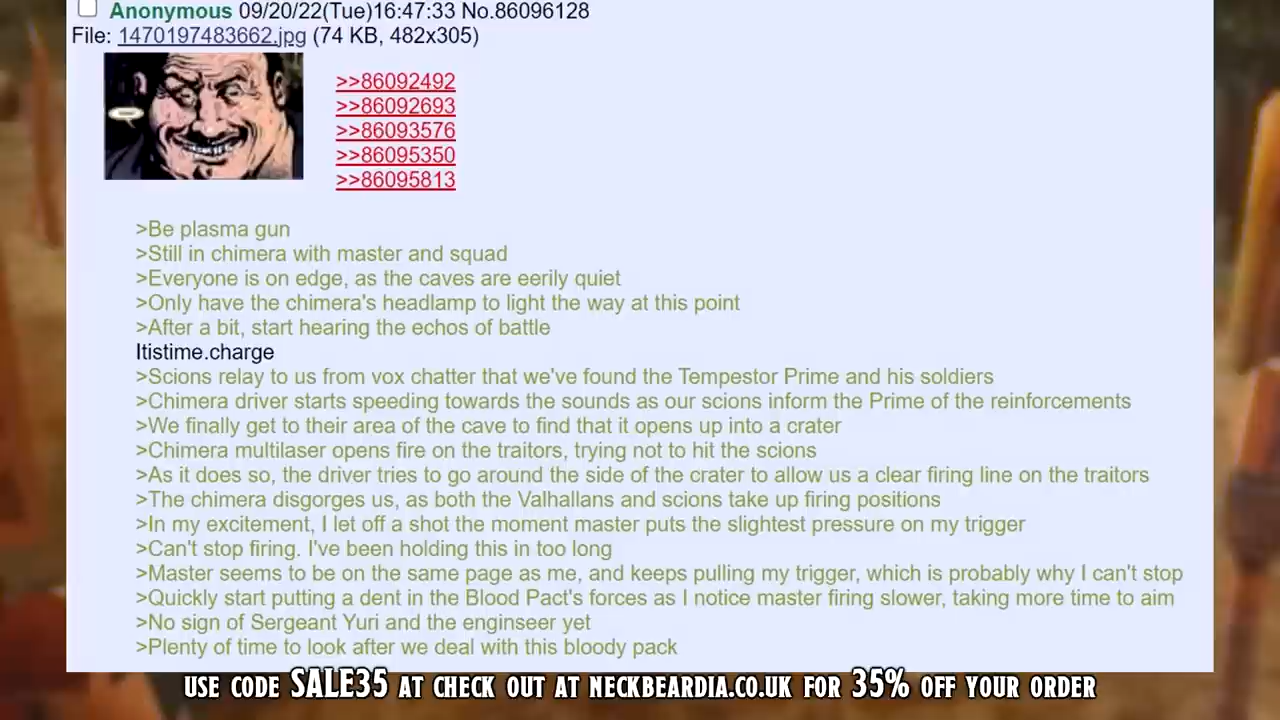 Anonymous 09/20/22(Tue)16:47:33 No.86096128
File: 1470197483662.jpg (74 KB, 482x305)
>>86092492
>>86092693
>>86093576
>>86095350
>>86095813
>Be plasma gun
>Still in chimera with master and squad
>Everyone is on edge, as the caves are eerily quiet
>Only have the chimera's headlamp to light the way at this point
>After a bit, start hearing the echos of battle
Itistime.charge
>Scions relay to us from vox chatter that we've found the Tempestor Prime and his soldiers
>Chimera driver starts speeding towards the sounds as our scions inform the Prime of the reinforcements
>We finally get to their area of the cave to find that it opens up into a crater
>Chimera multilaser opens fire on the traitors, trying not to hit the scions
>As it does so, the driver tries to go around the side of the crater to allow us a clear firing line on the traitors
>The chimera disgorges us, as both the Valhallans and scions take up firing positions
>In my excitement, I let off a shot the moment master puts the slightest pressure on my trigger
>Can't stop firing. I've been holding this in too long
>Master seems to be on the same page as me, and keeps pulling my trigger, which is probably why I can't stop
>Quickly start putting a dent in the Blood Pact's forces as I notice master firing slower, taking more time to aim
>No sign of Sergeant Yuri and the enginseer yet
>Plenty of time to look after we deal with this bloody pack
USE CODE SALE35 AT CHECK OUT AT NECKBEARDIA.CO.UK FOR 35% OFF YOUR ORDER